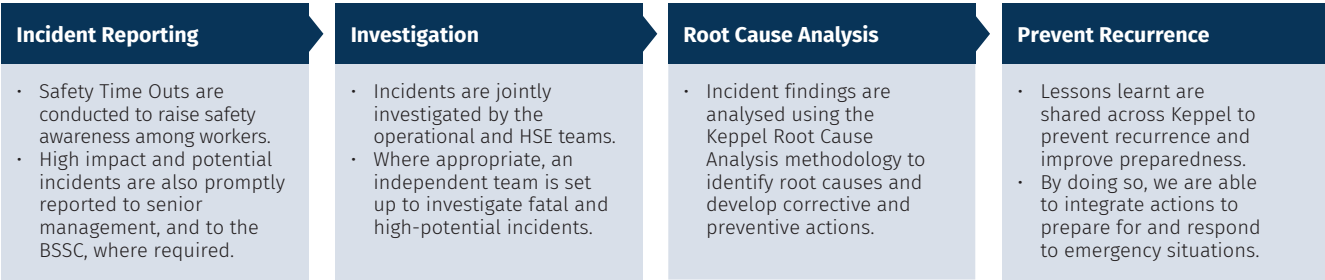 Incident Reporting
• Safety Time Outs are
conducted to raise safety
awareness among workers.
• High impact and potential
incidents are also promptly
reported to senior
management, and to the
BSSC, where required.
Investigation
• Incidents are jointly
investigated by the
operational and HSE teams.
• Where appropriate, an
independent team is set
up to investigate fatal and
high-potential incidents.
Root Cause Analysis
• Incident findings are
analysed using the
Keppel Root Cause
Analysis methodology to
identify root causes and
develop corrective and
preventive actions.
Prevent Recurrence
• Lessons learnt are
shared across Keppel to
prevent recurrence and
improve preparedness.
• By doing so, we are able
to integrate actions to
prepare for and respond
to emergency situations.